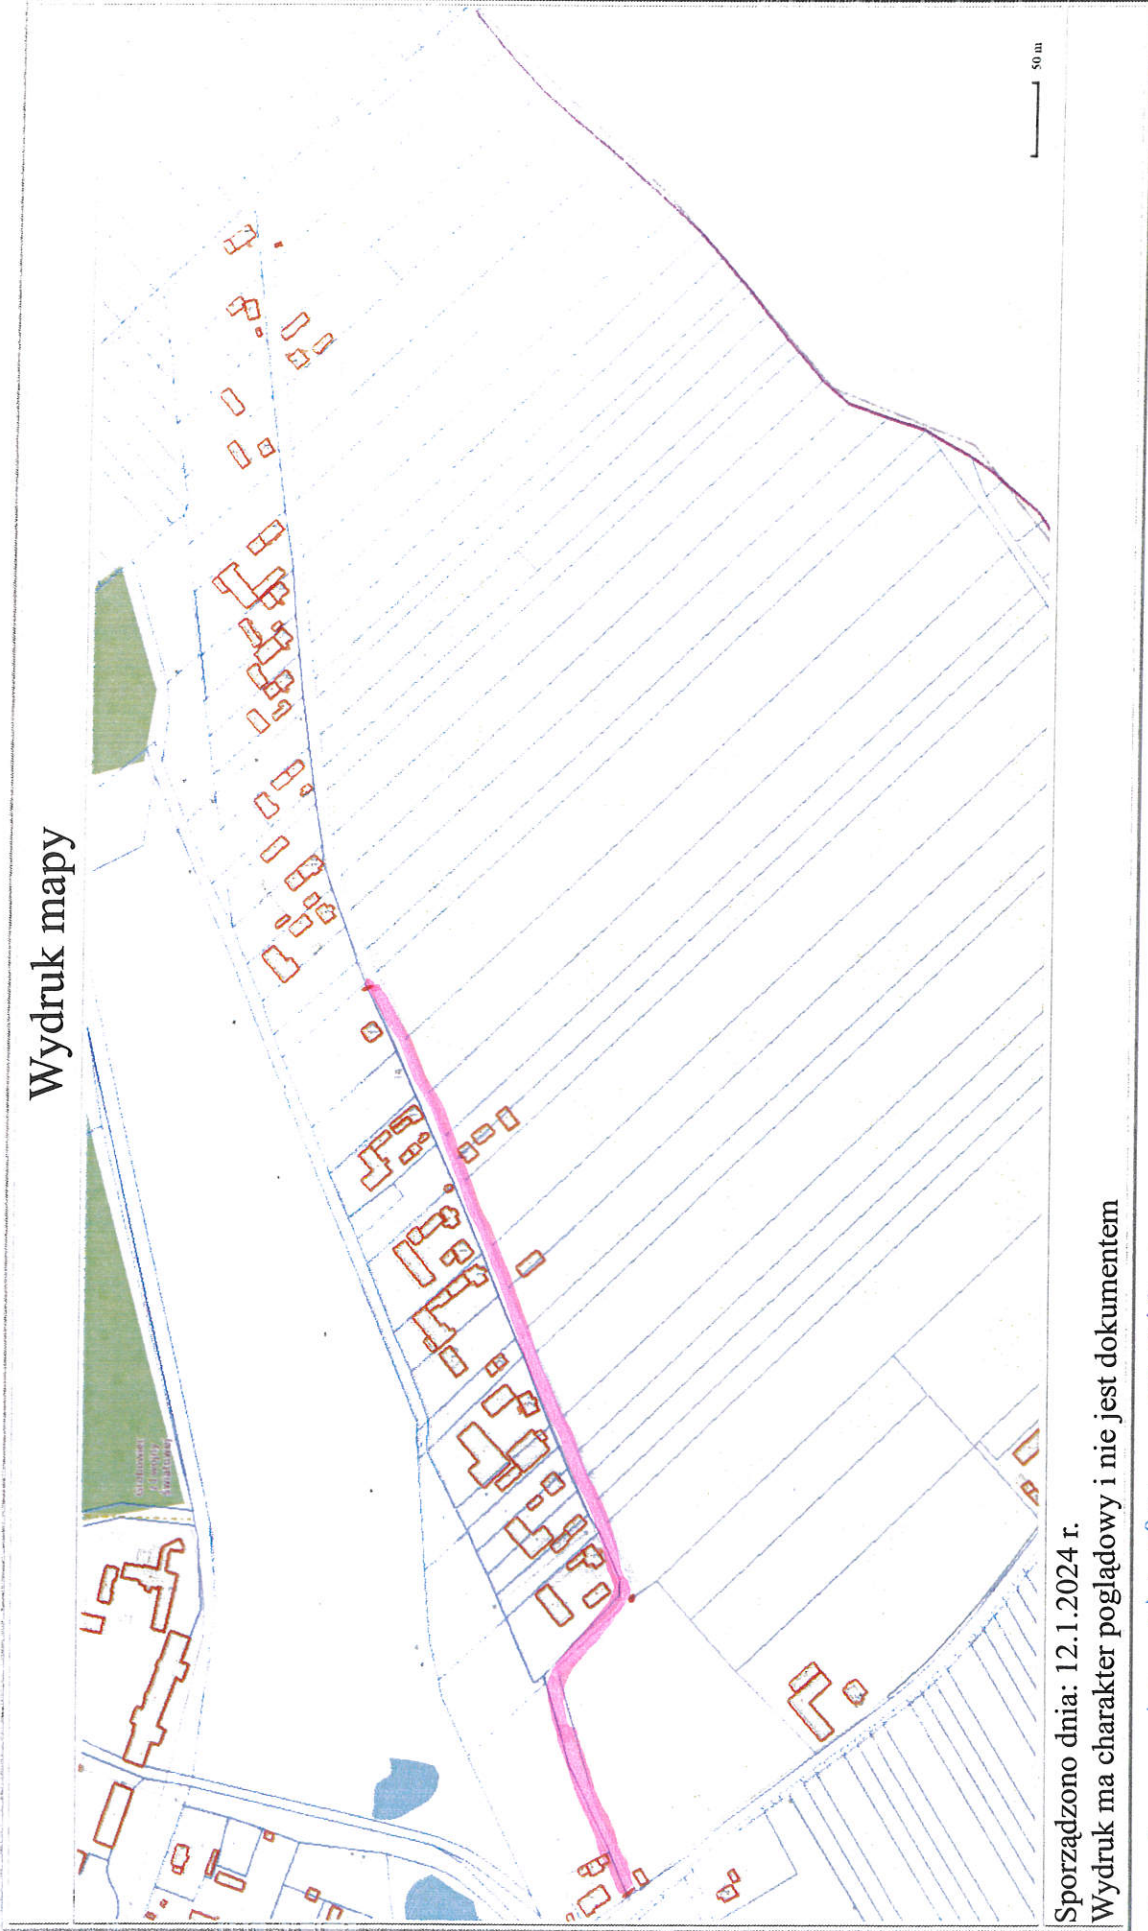 Wydruk mapy
50 m
Sporządzono dnia: 12.1.2024 r.
Wydruk ma charakter poglądowy i nie jest dokumentem